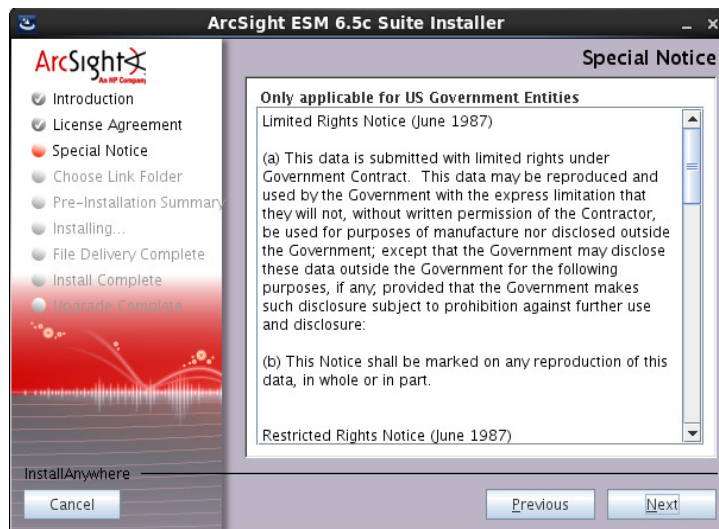 ArcSight ESM 6.5c Suite Installer
ArcSight
An HP Company
Special Notice
Introduction
License Agreement
Special Notice
Choose Link Folder
Pre-Installation Summary
Installing...
File Delivery Complete
Install Complete
Upgrade Complete
Only applicable for US Government Entities
Limited Rights Notice (June 1987)
(a) This data is submitted with limited rights under
Government Contract.  This data may be reproduced and
used by the Government with the express limitation that
they will not, without written permission of the Contractor,
be used for purposes of manufacture nor disclosed outside
the Government; except that the Government may disclose
these data outside the Government for the following
purposes, if any; provided that the Government makes
such disclosure subject to prohibition against further use
and disclosure:
(b) This Notice shall be marked on any reproduction of this
data, in whole or in part.
Restricted Rights Notice (June 1987)
InstallAnywhere
Cancel
Previous
Next